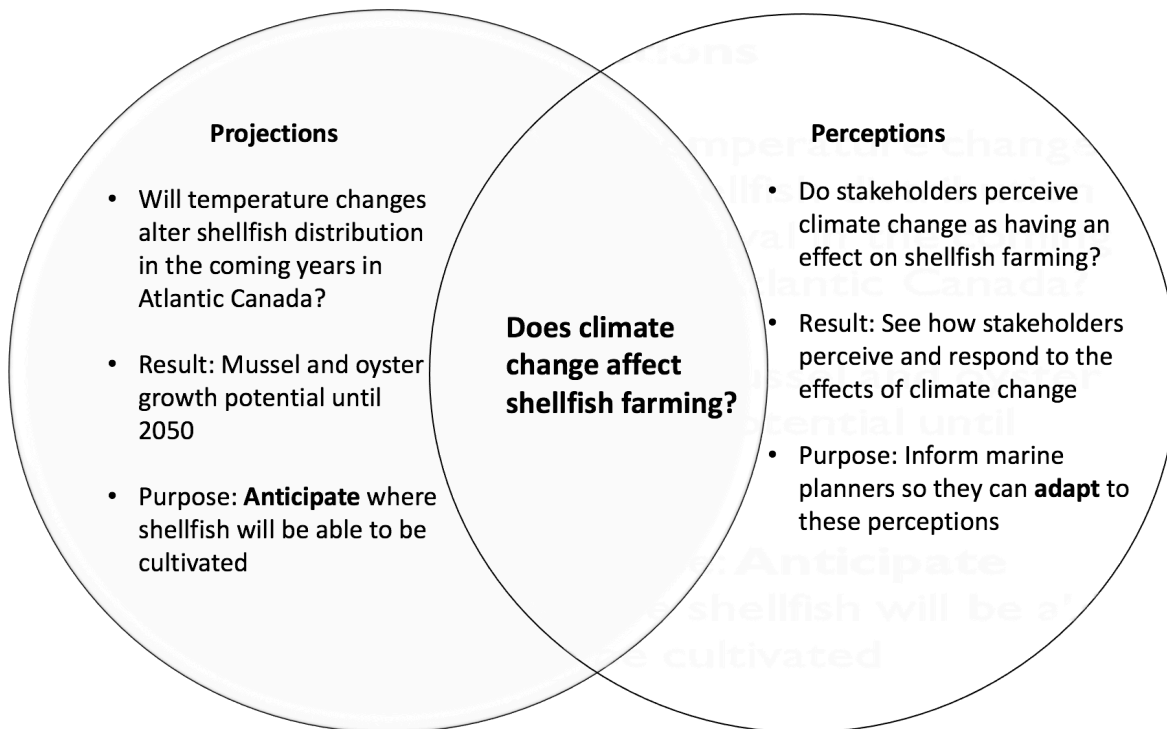 Projections
• Will temperature changes
alter shellfish distribution
in the coming years in
Atlantic Canada?
• Result: Mussel and oyster
growth potential until
2050
• Purpose: Anticipate where
shellfish will be able to be
cultivated
Does climate
change affect
shellfish farming?
Perceptions
• Do stakeholders perceive
climate change as having an
effect on shellfish farming?
• Result: See how stakeholders
perceive and respond to the
effects of climate change
• Purpose: Inform marine
planners so they can adapt to
these perceptions